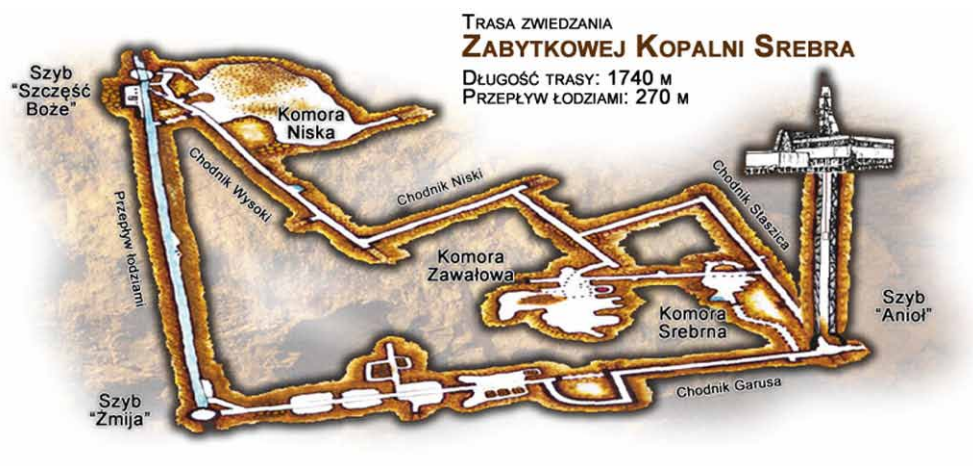 Trasa zwiedzania
Zabytkowej Kopalni Srebra
Długość trasy: 1740 m
Przepływ łodziami: 270 m
Szyb
"Szczęść
Boże"
Komora
Niska
Chodnik Wysoki
Chodnik Niski
Chodnik Staszica
Przepływ łodziami
Komora
Zawałowa
Komora
Srebrna
Szyb
"Anioł"
Chodnik Garusa
Szyb
"Żmija"